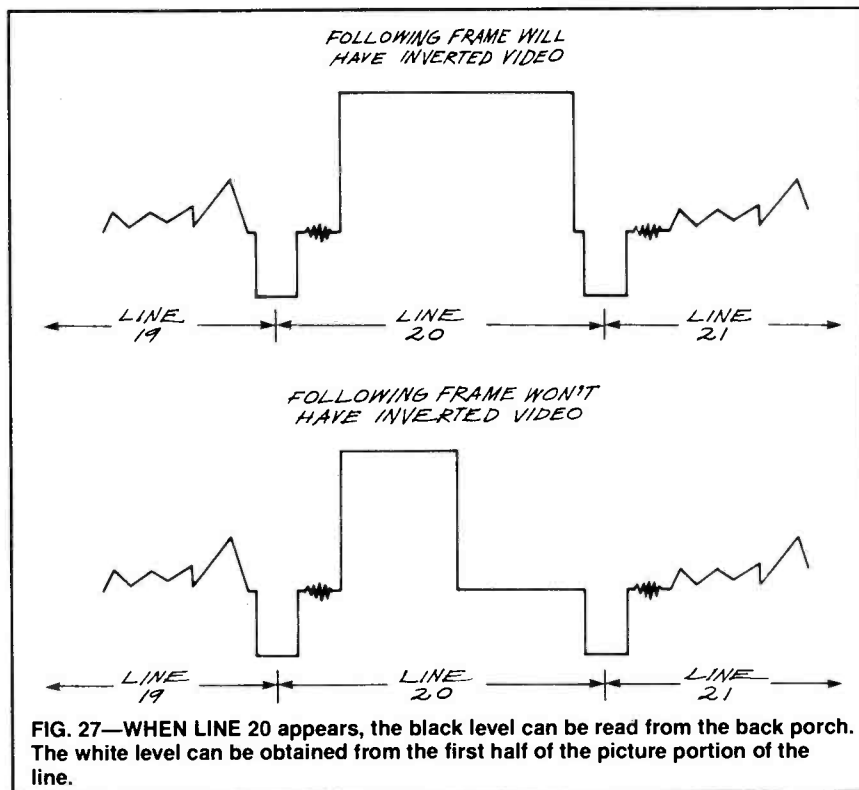 FOLLOWING FRAME WILL
HAVE INVERTED VIDEO
LINE
19
LINE
20
LINE
21
FOLLOWING FRAME WON'T
HAVE INVERTED VIDEO
LINE
19
LINE
20
LINE
21
FIG. 27—WHEN LINE 20 appears, the black level can be read from the back porch.
The white level can be obtained from the first half of the picture portion of the
line.